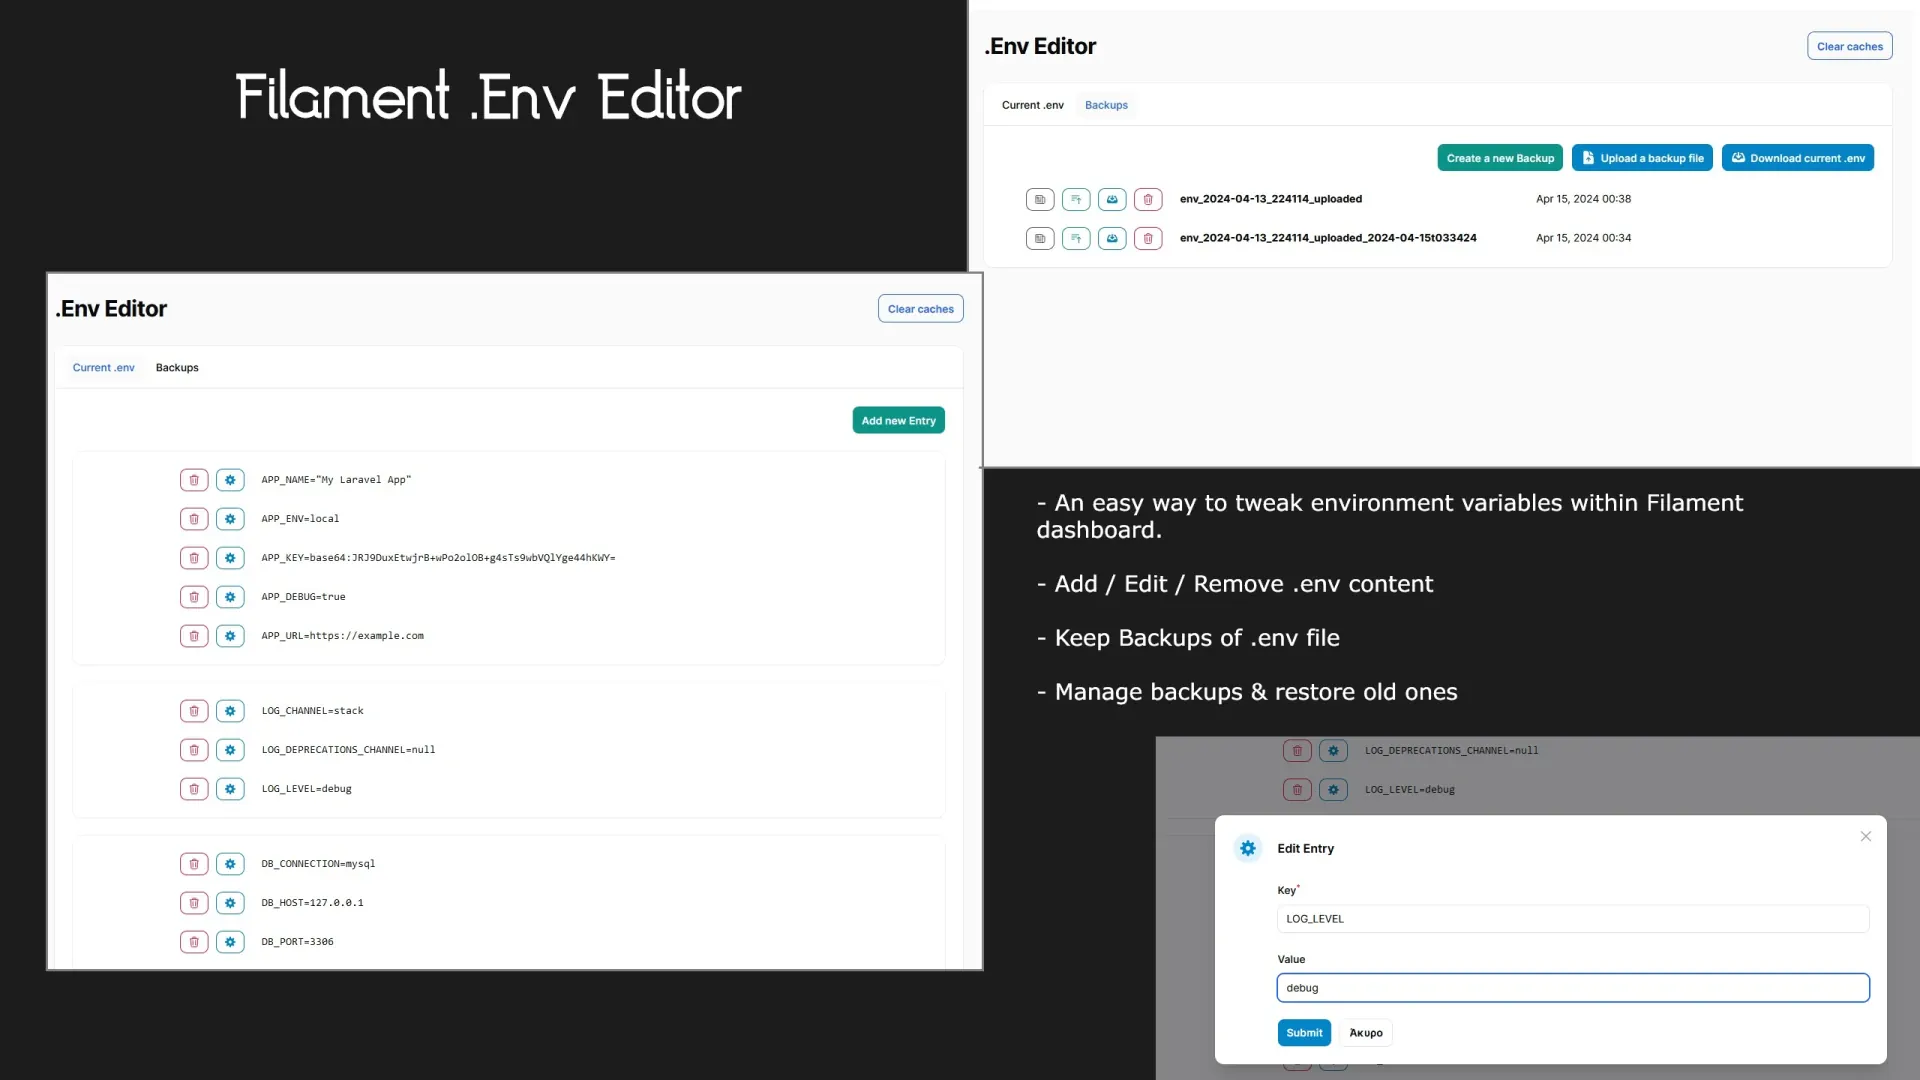 Filament .Env Editor
.Env Editor
Clear caches
Current .env Backups
Create a new Backup Upload a backup file Download current .env
env_2024-04-13_224114_uploaded Apr 15, 2024 00:38
env_2024-04-13_224114_uploaded_2024-04-15t033424 Apr 15, 2024 00:34
.Env Editor
Clear caches
Current .env Backups
Add new Entry
APP_NAME="My Laravel App"
APP_ENV=local
APP_KEY=base64:JRJ9DuxEtwjrB+wPo2olOB+g4sTs9wbVQlYge44hKWY=
APP_DEBUG=true
APP_URL=https://example.com
LOG_CHANNEL=stack
LOG_DEPRECATIONS_CHANNEL=null
LOG_LEVEL=debug
DB_CONNECTION=mysql
DB_HOST=127.0.0.1
DB_PORT=3306
- An easy way to tweak environment variables within Filament
dashboard.
- Add / Edit / Remove .env content
- Keep Backups of .env file
- Manage backups & restore old ones
LOG_DEPRECATIONS_CHANNEL=null
LOG_LEVEL=debug
Edit Entry
Key*
LOG_LEVEL
Value
debug
Submit Άκυρο